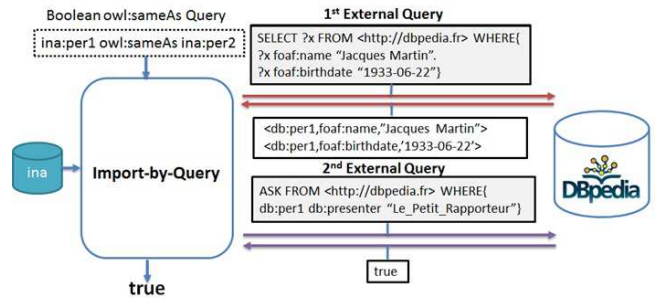 Boolean owl:sameAs Query
ina:per1 owl:sameAs ina:per2
1st External Query
SELECT ?x FROM <http://dbpedia.fr> WHERE{
?x foaf:name “Jacques Martin”.
?x foaf:birthdate “1933-06-22”}
<db:per1,foaf:name,”Jacques Martin”>
<db:per1,foaf:birthdate,’1933-06-22’>
ina
Import-by-Query
DBpedia
2nd External Query
ASK FROM <http://dbpedia.fr> WHERE{
db:per1 db:presenter “Le_Petit_Rapporteur”}
true
true